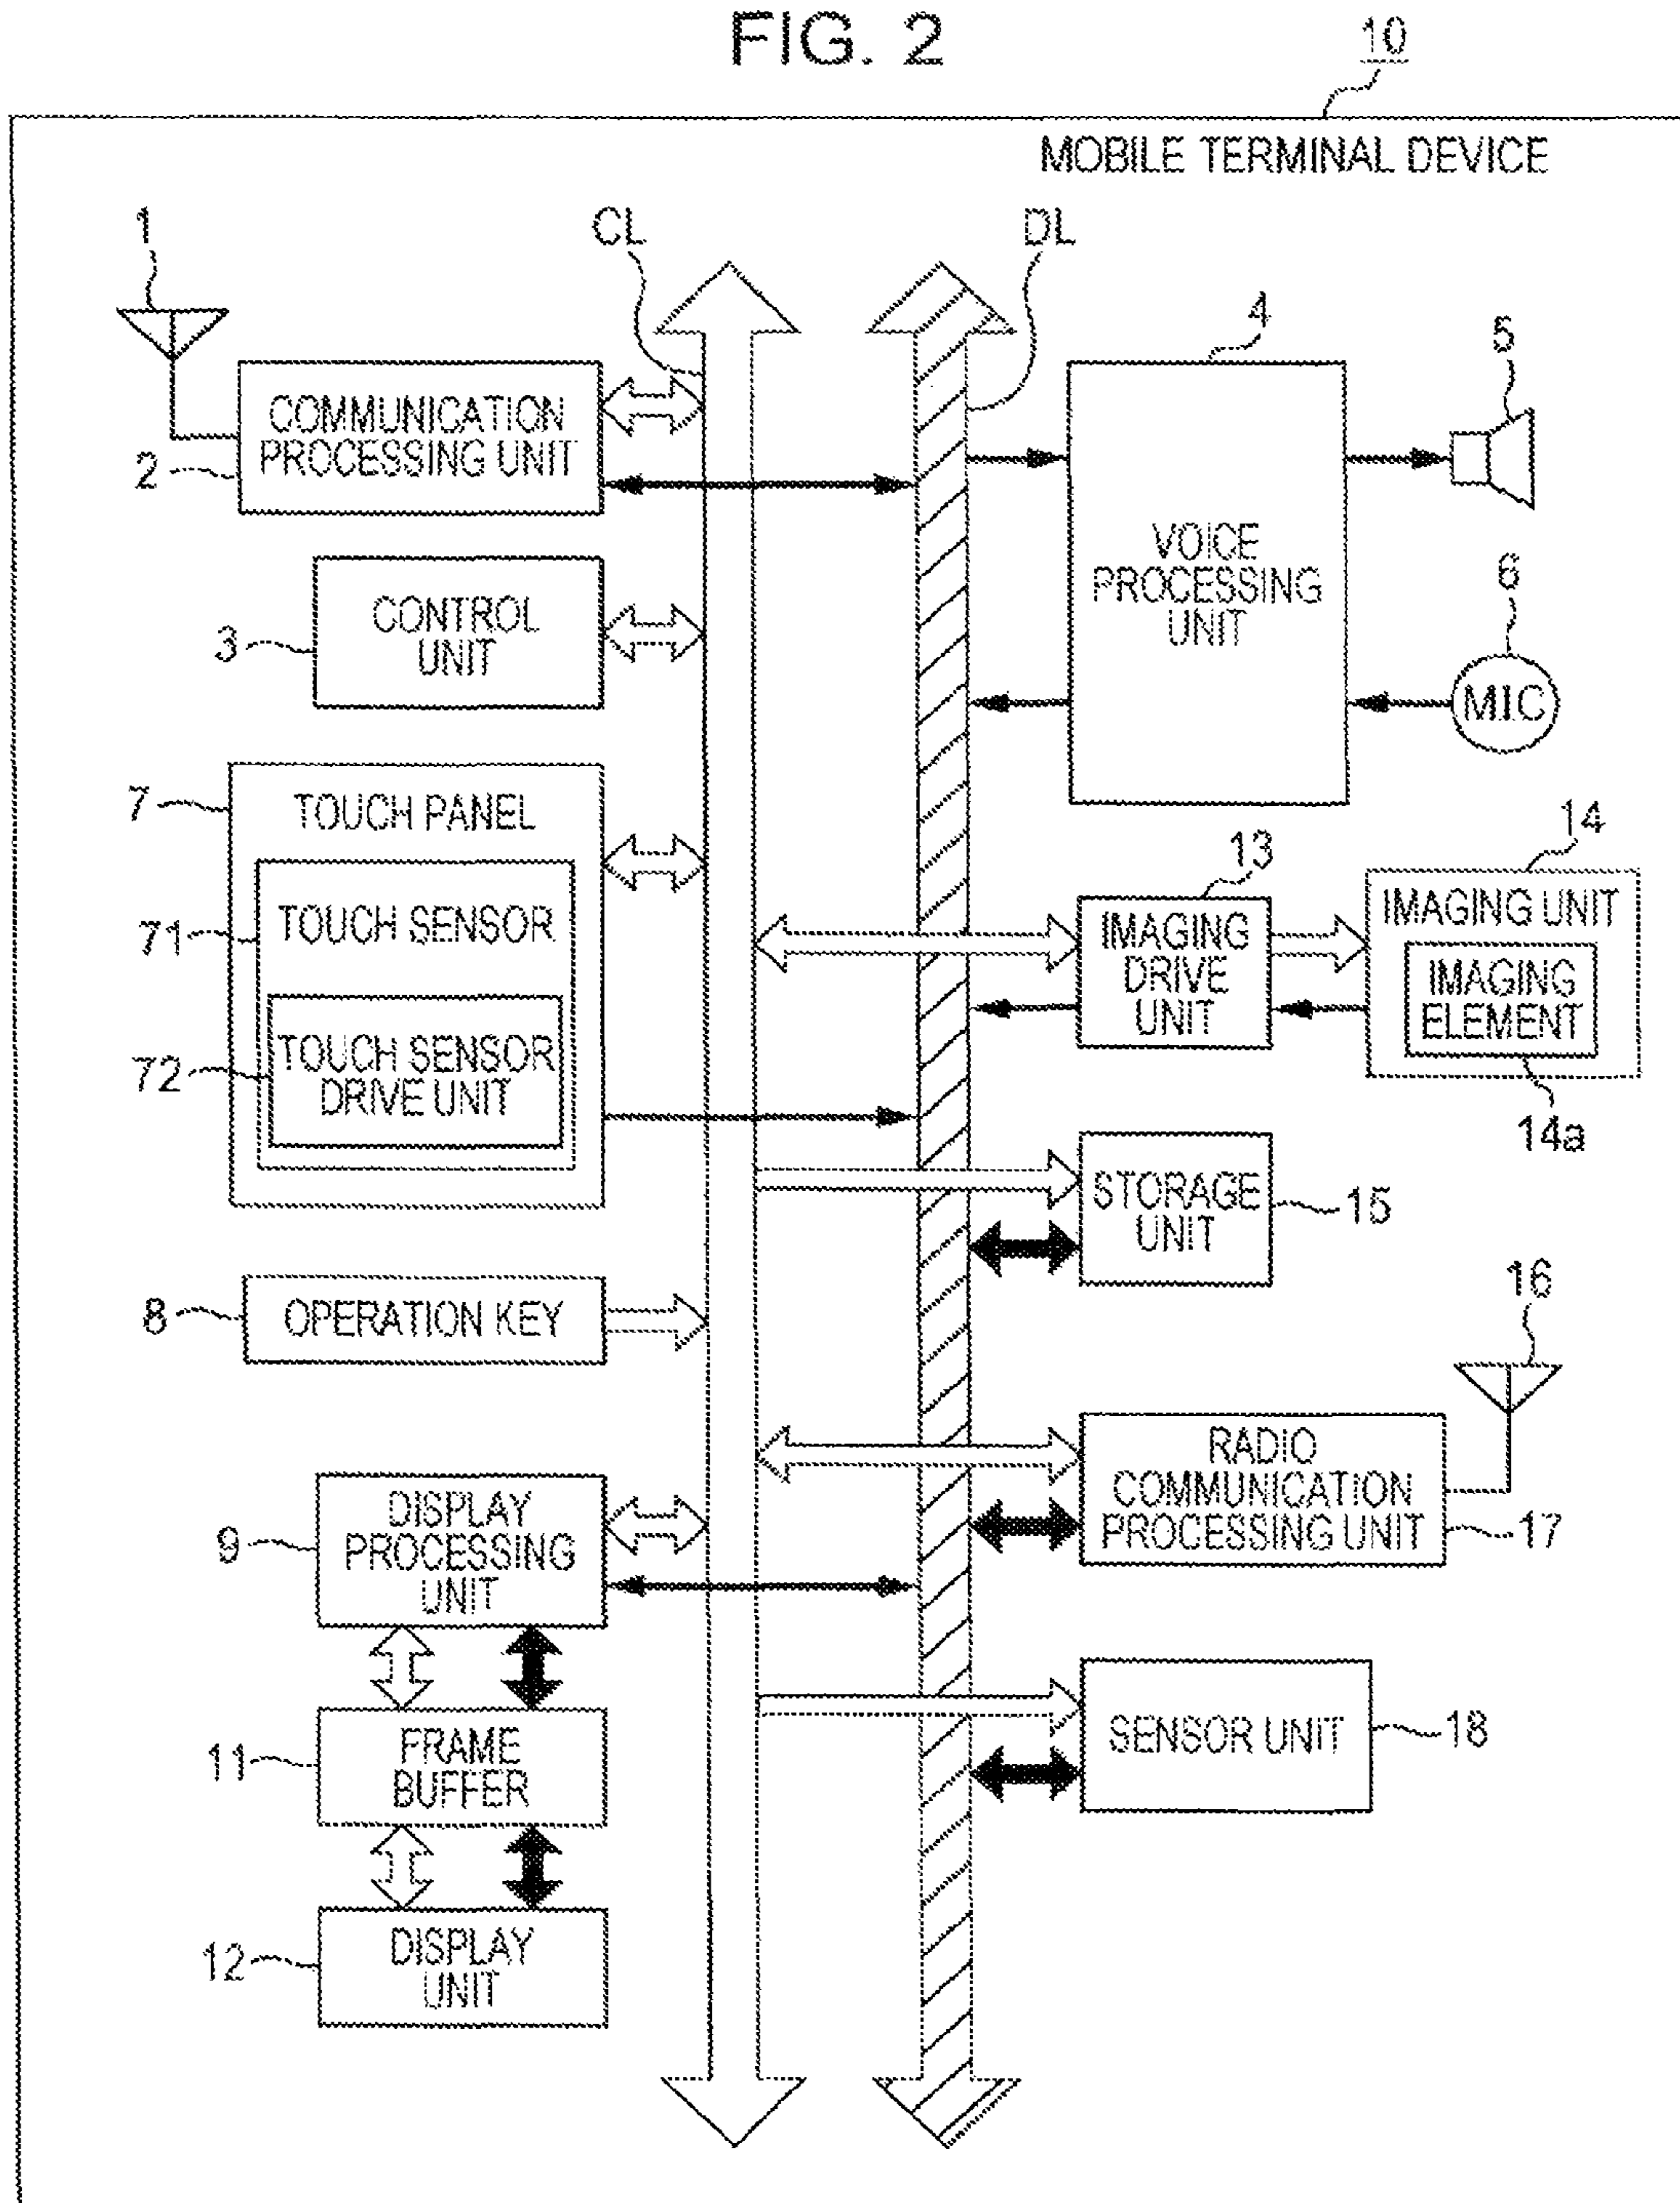 FIG. 2
10
MOBILE TERMINAL DEVICE
1
CL
DL
4
5
COMMUNICATION
PROCESSING UNIT
2
VOICE
PROCESSING
UNIT
6
MIC
CONTROL
UNIT
3
7
TOUCH PANEL
71
TOUCH SENSOR
72
TOUCH SENSOR
DRIVE UNIT
13
IMAGING
DRIVE
UNIT
14
IMAGING UNIT
IMAGING
ELEMENT
14a
STORAGE
UNIT
15
8
OPERATION KEY
16
RADIO
COMMUNICATION
PROCESSING UNIT
17
9
DISPLAY
PROCESSING
UNIT
11
FRAME
BUFFER
SENSOR UNIT
18
12
DISPLAY
UNIT